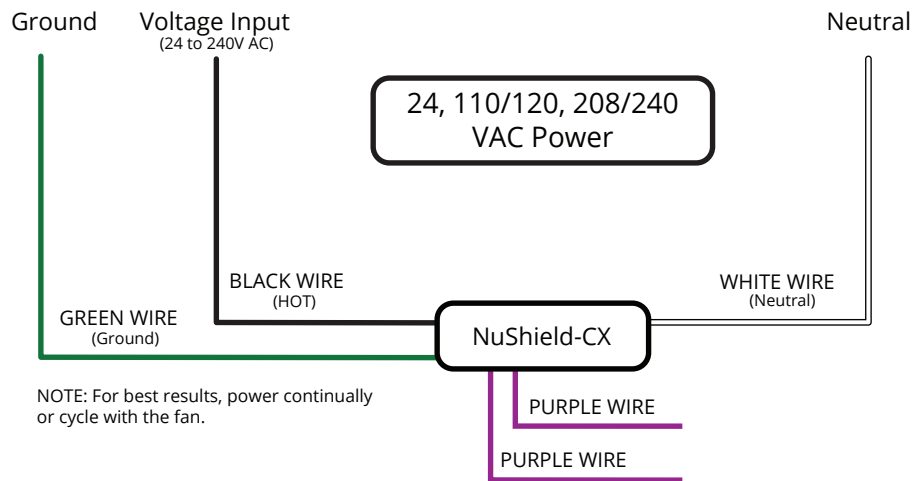 Ground
Voltage Input
(24 to 240V AC)
Neutral
24, 110/120, 208/240
VAC Power
BLACK WIRE
(HOT)
WHITE WIRE
(Neutral)
GREEN WIRE
(Ground)
NuShield-CX
NOTE: For best results, power continually
or cycle with the fan.
PURPLE WIRE
PURPLE WIRE